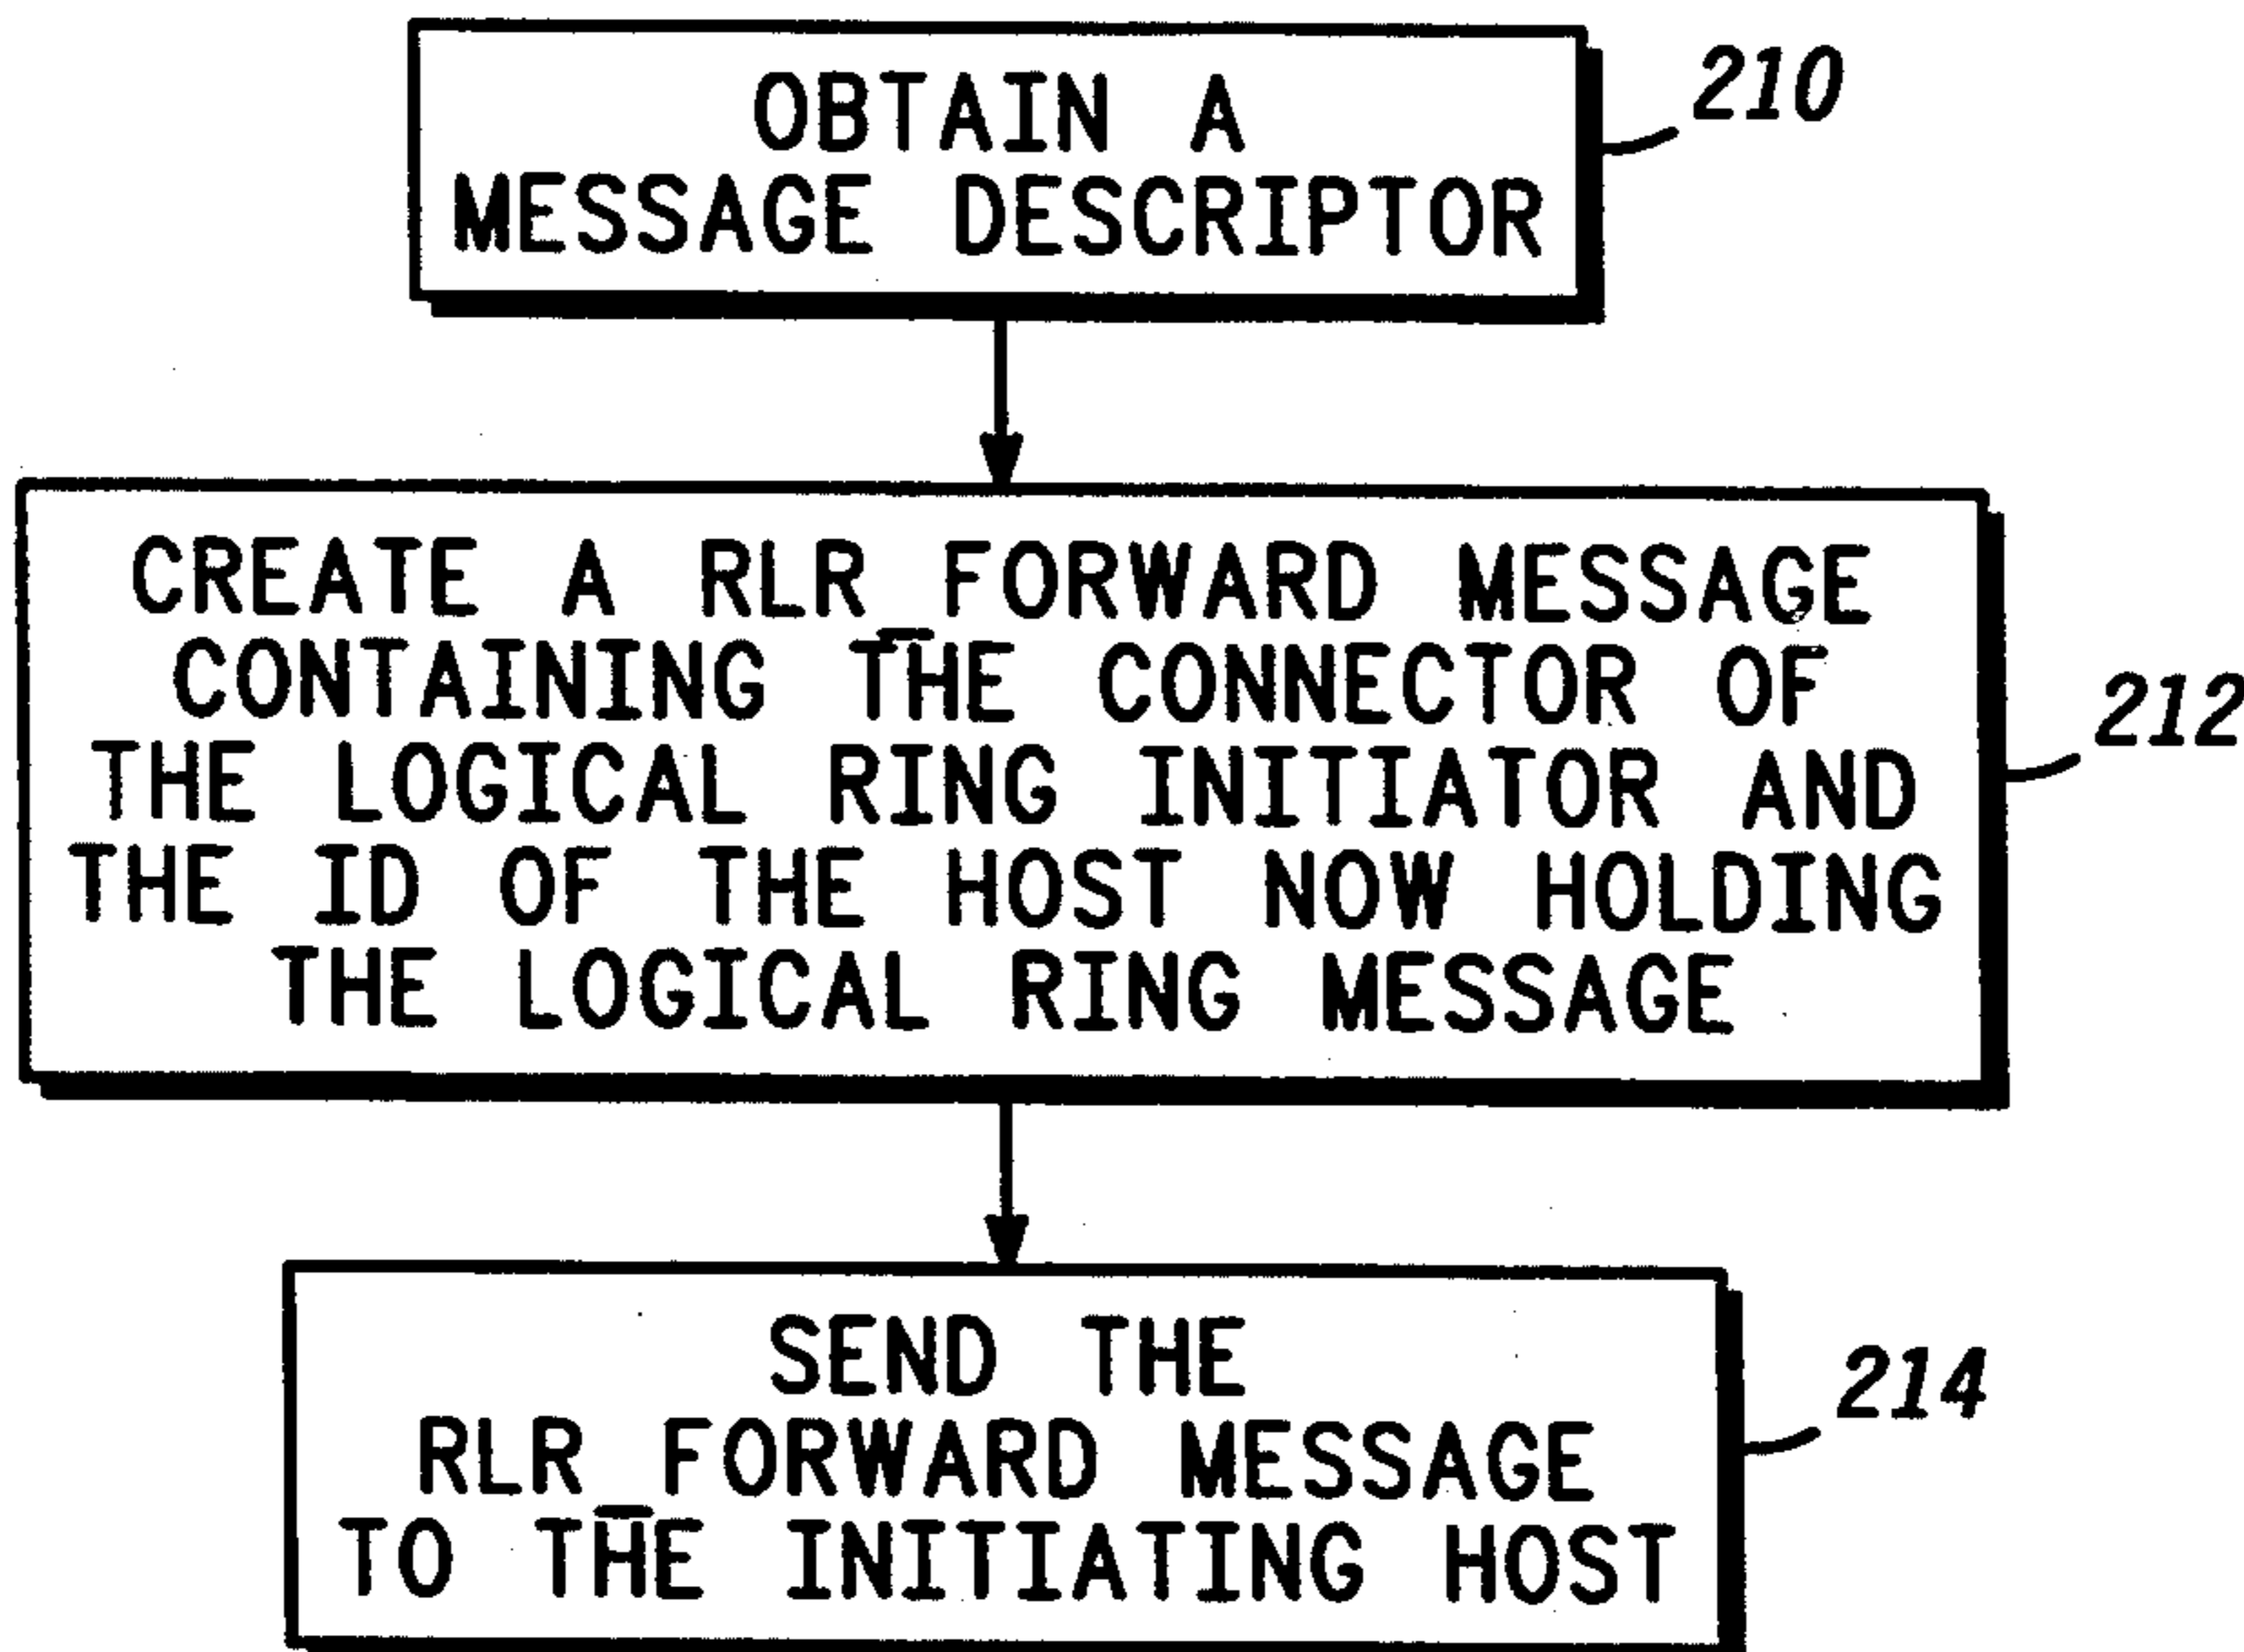 OBTAIN A
MESSAGE DESCRIPTOR
210
CREATE A RLR_FORWARD MESSAGE
CONTAINING THE CONNECTOR OF
THE LOGICAL RING INITIATOR AND
THE ID OF THE HOST NOW HOLDING
THE LOGICAL RING MESSAGE
212
SEND THE
RLR_FORWARD MESSAGE
TO THE INITIATING HOST
214